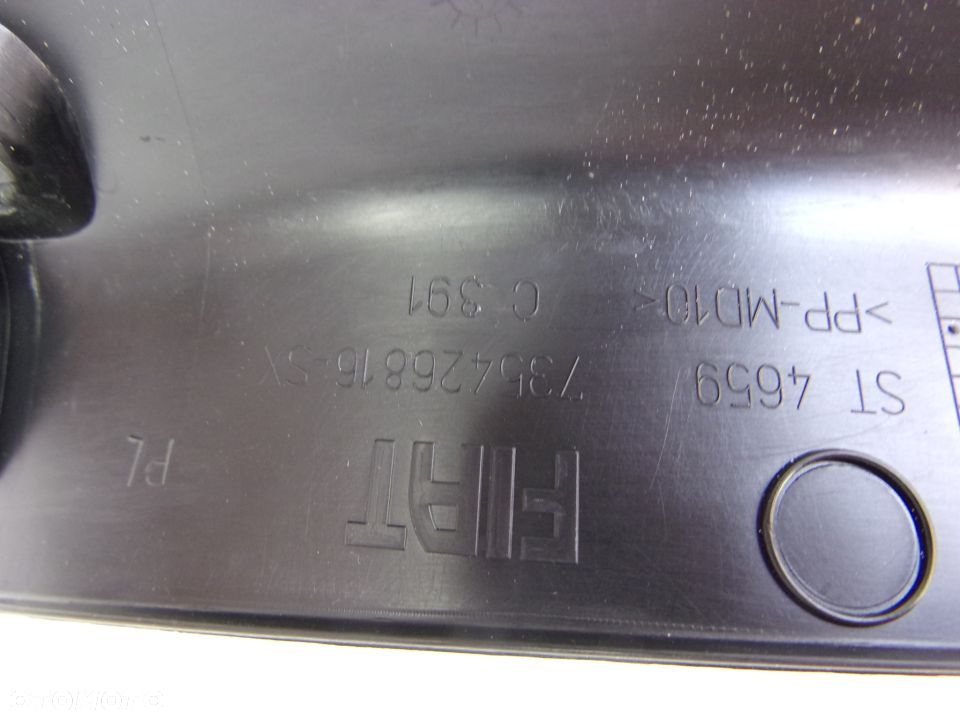 FIAT PL
ST 4659 735426816-SX
>PP-MD10< C 391